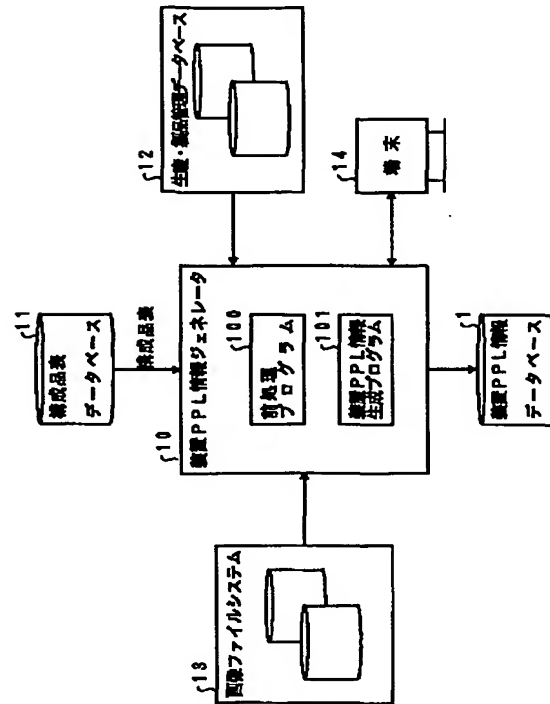 11
構成品表
データベース
構成品表
12
生産・製品管理データベース
10
装置PPL情報ジェネレータ
100
前処理
プログラム
101
装置PPL情報
生成プログラム
13
画像ファイルシステム
14
端末
1
装置PPL情報
データベース